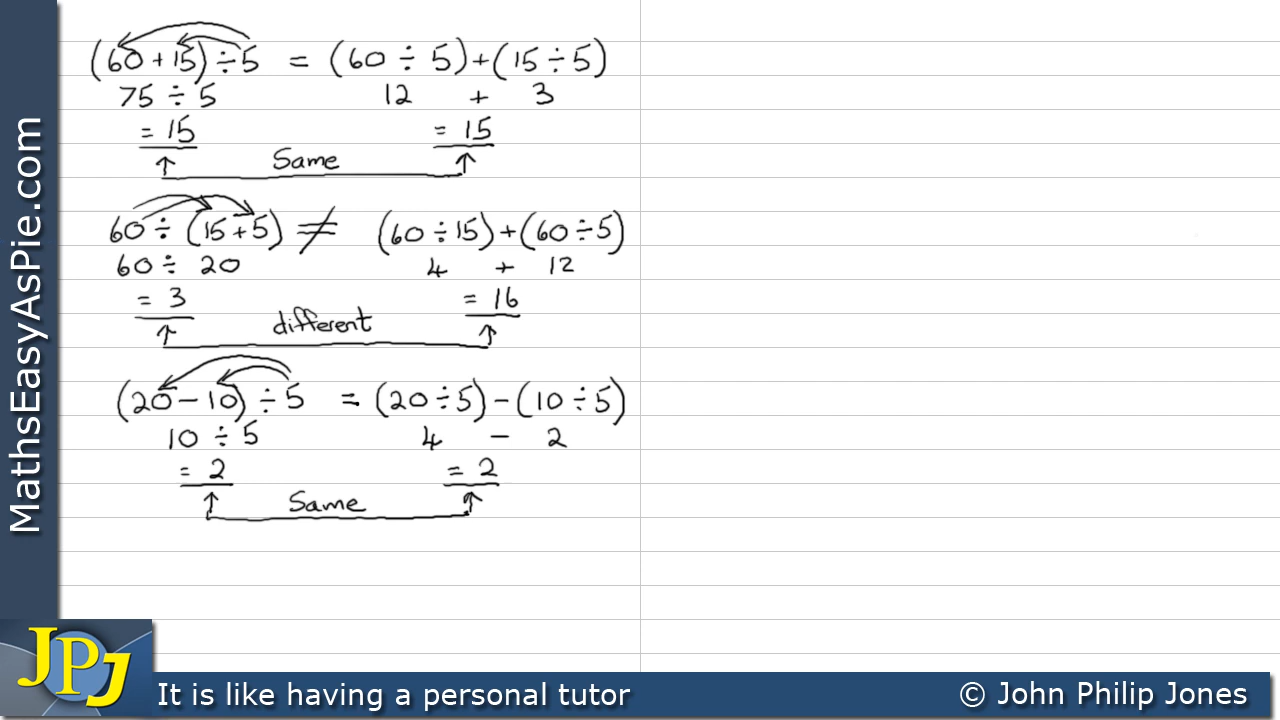 (60 + 15) ÷ 5 = (60 ÷ 5) + (15 ÷ 5)
75 ÷ 5 12 + 3
= 15 = 15
Same
60 ÷ (15 + 5) ≠ (60 ÷ 15) + (60 ÷ 5)
60 ÷ 20 4 + 12
= 3 = 16
different
(20 − 10) ÷ 5 = (20 ÷ 5) − (10 ÷ 5)
10 ÷ 5 4 − 2
= 2 = 2
Same
MathsEasyAsPie.com
JPJ
It is like having a personal tutor
© John Philip Jones